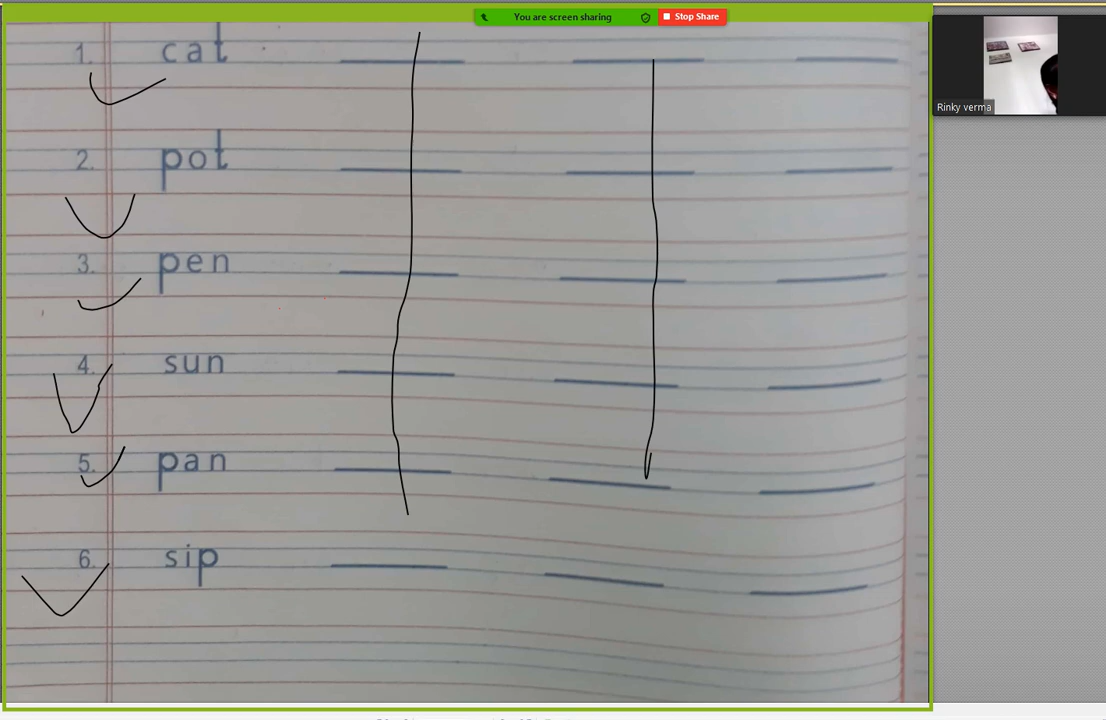 You are screen sharing Stop Share
Rinky verma
1. cat
2. pot
3. pen
4. sun
5. pan
6. sip